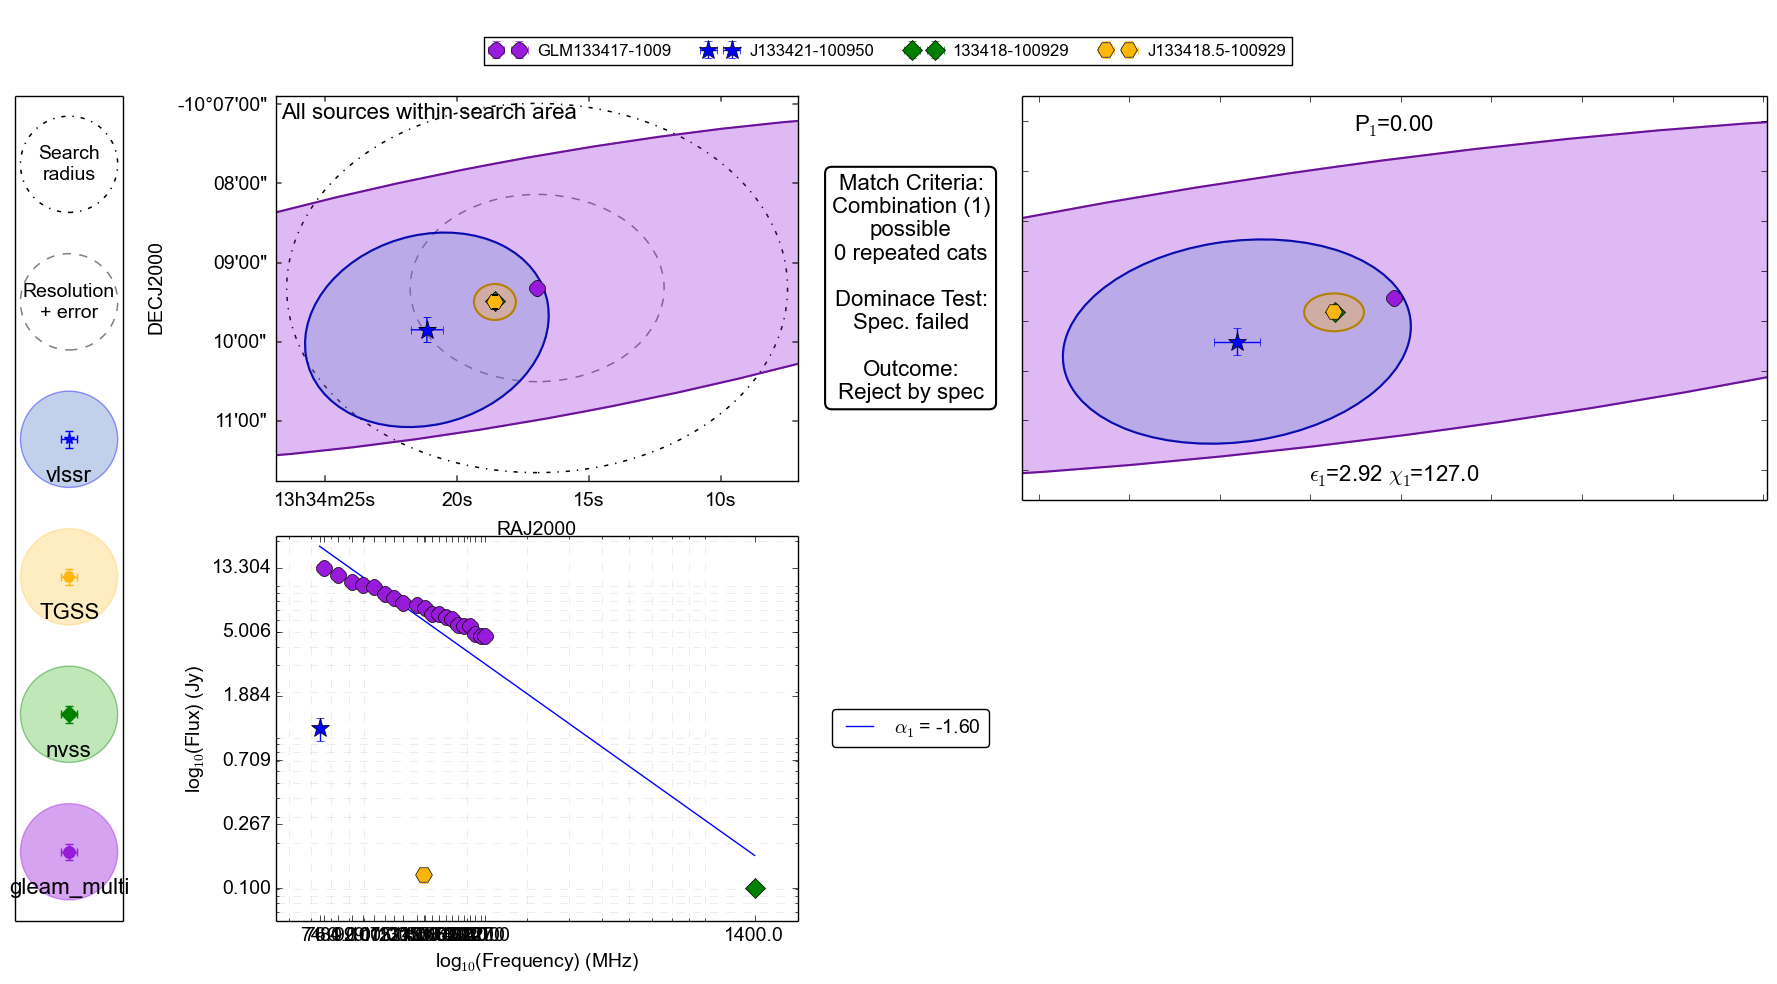 GLM133417-1009 J133421-100950 133418-100929 J133418.5-100929
Search
radius
Resolution
+ error
vlssr
TGSS
nvss
gleam_multi
All sources within search area
-10°07'00"
08'00"
09'00"
10'00"
11'00"
DECJ2000
13h34m25s 20s 15s 10s
RAJ2000
Match Criteria:
Combination (1)
possible
0 repeated cats
Dominace Test:
Spec. failed
Outcome:
Reject by spec
P₁=0.00
ϵ₁=2.92 χ₁=127.0
13.304
5.006
1.884
0.709
0.267
0.100
log₁₀(Flux) (Jy)
1400.0
log₁₀(Frequency) (MHz)
α₁ = -1.60